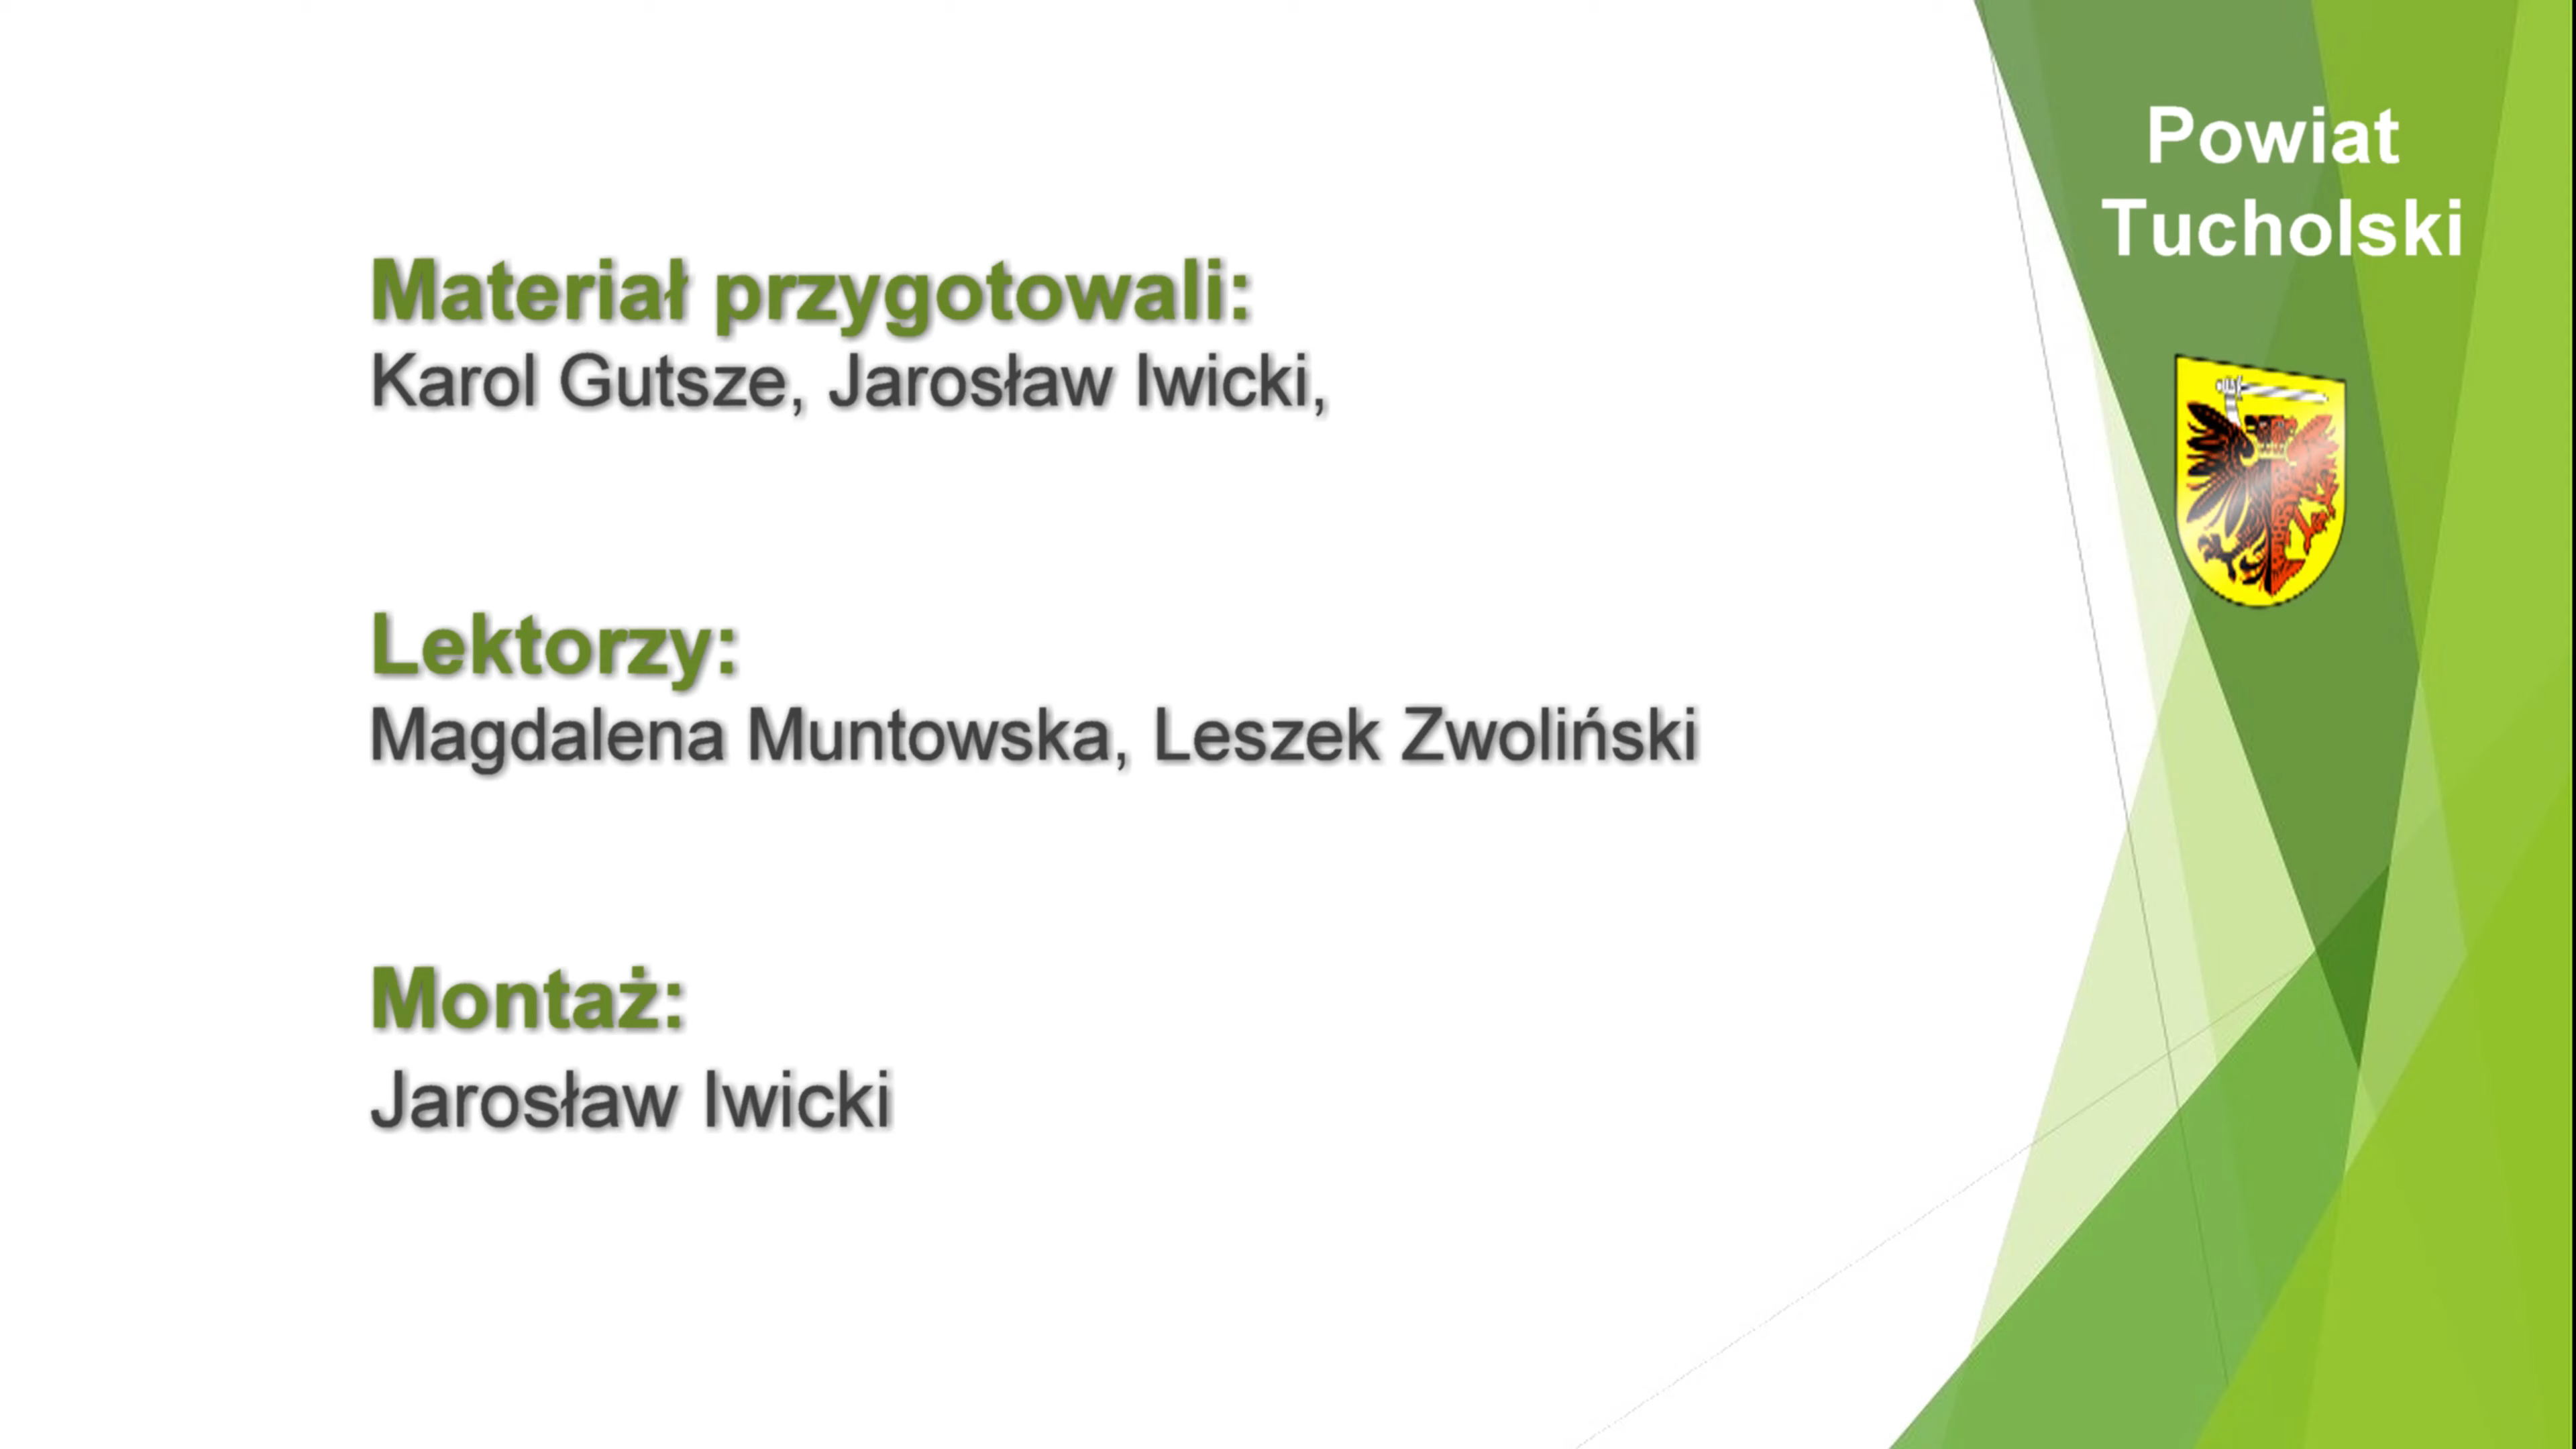 Powiat
Tucholski
Materiał przygotowali:
Karol Gutsze, Jarosław Iwicki,
Lektorzy:
Magdalena Muntowska, Leszek Zwoliński
Montaż:
Jarosław Iwicki